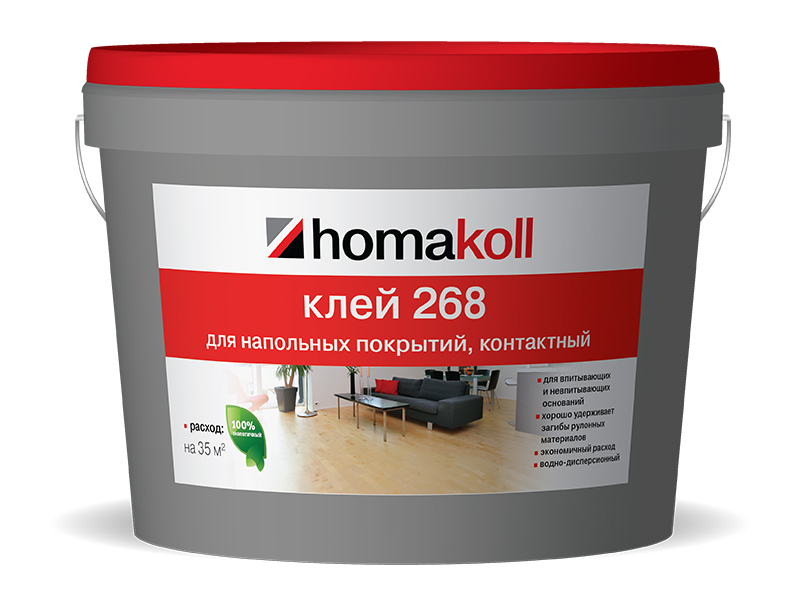 homakoll
клей 268
для напольных покрытий, контактный
для впитывающих
и невпитывающих
оснований
хорошо удерживает
загибы рулонных
материалов
экономичный расход
водно-дисперсионный
расход:
на 35 м²
100%
экологичный